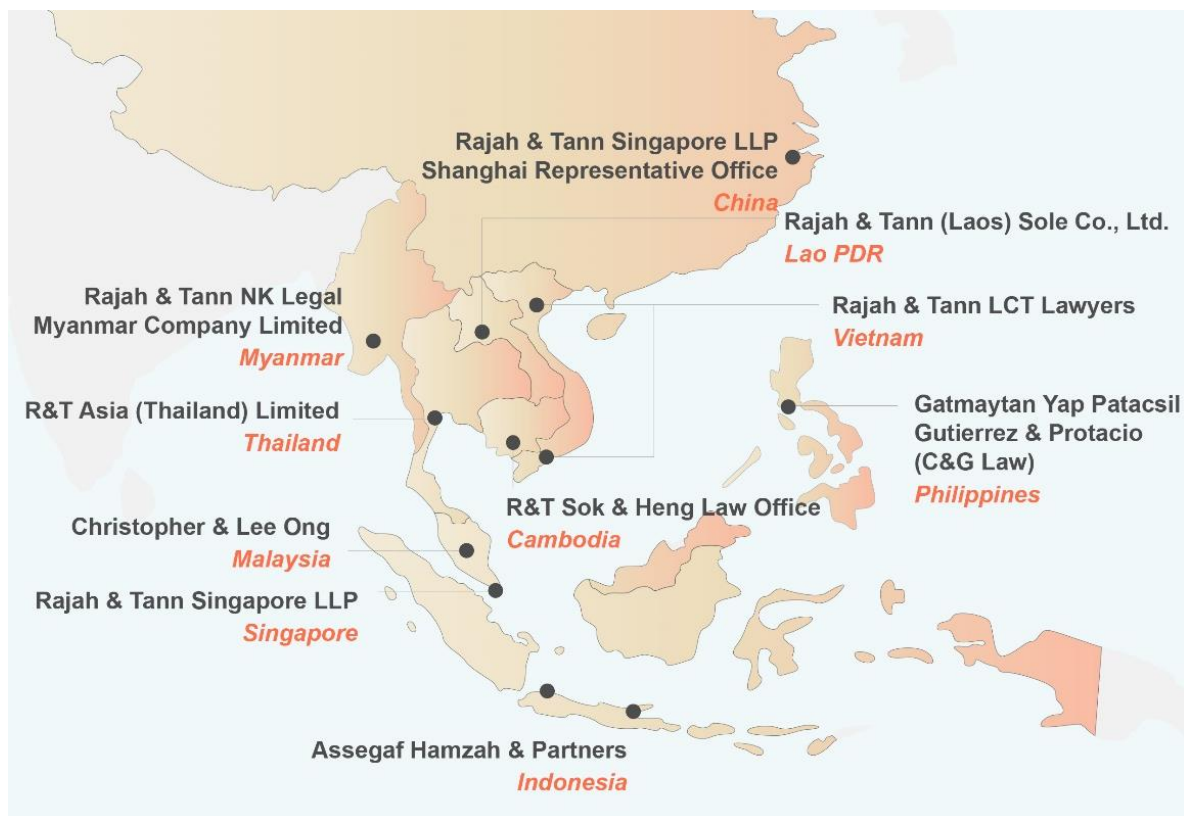 Rajah & Tann Singapore LLP
Shanghai Representative Office
China
Rajah & Tann (Laos) Sole Co., Ltd.
Lao PDR
Rajah & Tann NK Legal
Myanmar Company Limited
Myanmar
Rajah & Tann LCT Lawyers
Vietnam
R&T Asia (Thailand) Limited
Thailand
Gatmaytan Yap Patacsil
Gutierrez & Protacio
(C&G Law)
Philippines
R&T Sok & Heng Law Office
Cambodia
Christopher & Lee Ong
Malaysia
Rajah & Tann Singapore LLP
Singapore
Assegaf Hamzah & Partners
Indonesia